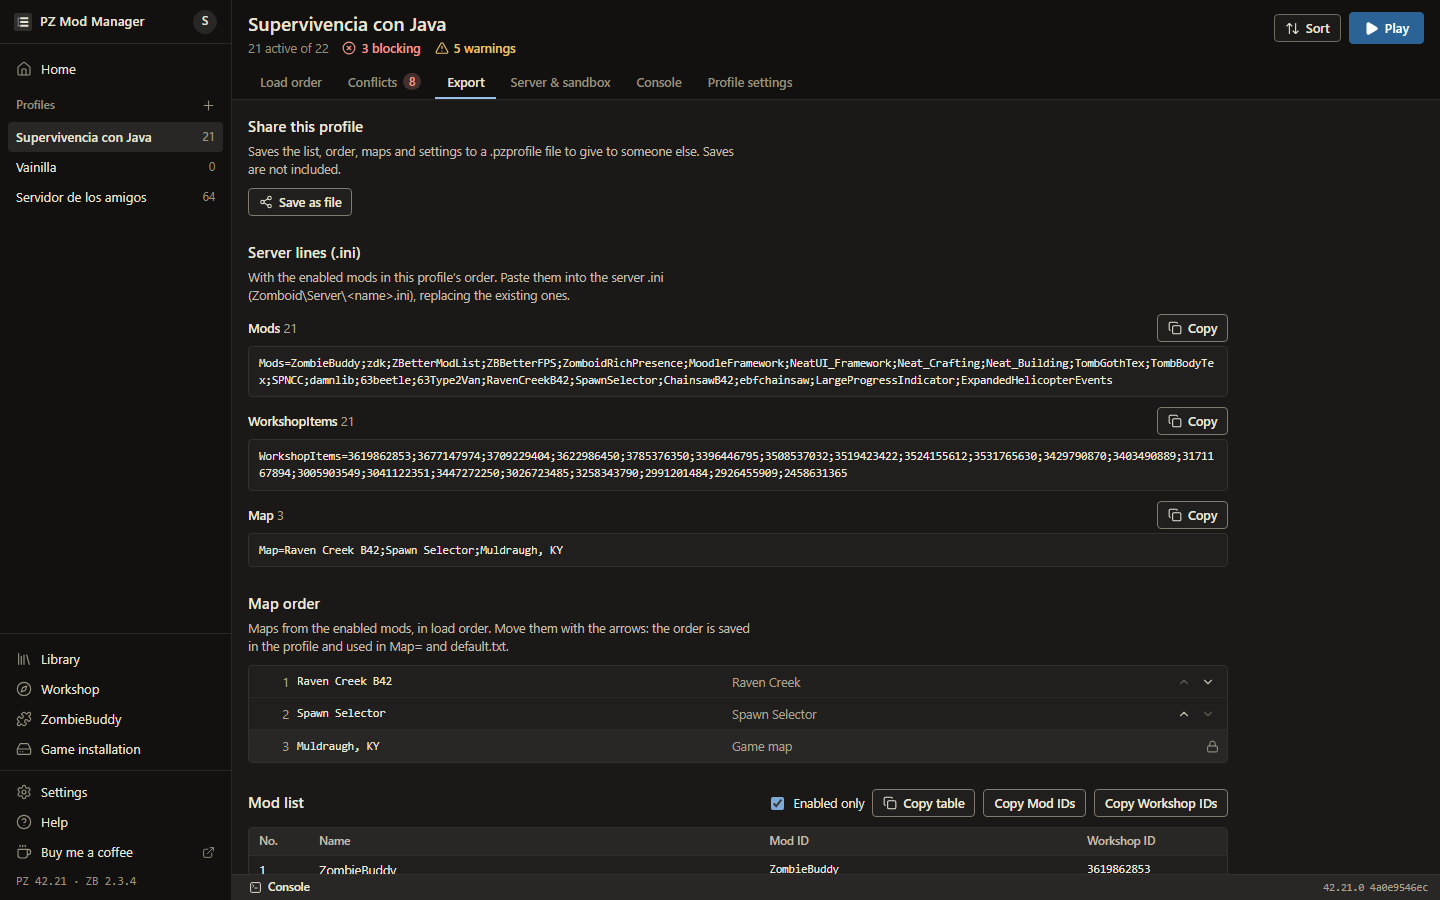 PZ Mod Manager
S
Home
Profiles
Supervivencia con Java 21
Vainilla 0
Servidor de los amigos 64
Library
Workshop
ZombieBuddy
Game installation
Settings
Help
Buy me a coffee
PZ 42.21 · ZB 2.3.4
Supervivencia con Java
21 active of 22 3 blocking 5 warnings
Sort
Play
Load order Conflicts 8 Export Server & sandbox Console Profile settings
Share this profile
Saves the list, order, maps and settings to a .pzprofile file to give to someone else. Saves
are not included.
Save as file
Server lines (.ini)
With the enabled mods in this profile's order. Paste them into the server .ini
(Zomboid\Server\<name>.ini), replacing the existing ones.
Mods 21
Copy
Mods=ZombieBuddy;zdk;ZBetterModList;ZBBetterFPS;ZomboidRichPresence;MoodleFramework;NeatUI_Framework;Neat_Crafting;Neat_Building;TombGothTex;TombBodyTe
x;SPNCC;damnlib;63beetle;63Type2Van;RavenCreekB42;SpawnSelector;ChainsawB42;ebfchainsaw;LargeProgressIndicator;ExpandedHelicopterEvents
WorkshopItems 21
Copy
WorkshopItems=3619862853;3677147974;3709229404;3622986450;3785376350;3396446795;3508537032;3519423422;3524155612;3531765630;3429790870;3403490889;31711
67894;3005903549;3041122351;3447272250;3026723485;3258343790;2991201484;2926455909;2458631365
Map 3
Copy
Map=Raven Creek B42;Spawn Selector;Muldraugh, KY
Map order
Maps from the enabled mods, in load order. Move them with the arrows: the order is saved
in the profile and used in Map= and default.txt.
1 Raven Creek B42 Raven Creek
2 Spawn Selector Spawn Selector
3 Muldraugh, KY Game map
Mod list
Enabled only
Copy table
Copy Mod IDs
Copy Workshop IDs
No. Name Mod ID Workshop ID
1 ZombieBuddy ZombieBuddy 3619862853
Console
42.21.0 4a0e9546ec